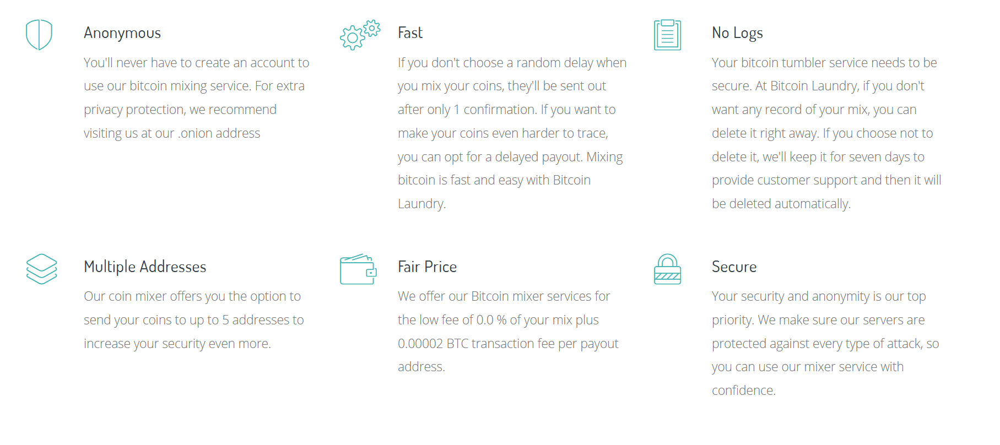 Anonymous
You'll never have to create an account to
use our bitcoin mixing service. For extra
privacy protection, we recommend
visiting us at our .onion address
Fast
If you don't choose a random delay when
you mix your coins, they'll be sent out
after only 1 confirmation. If you want to
make your coins even harder to trace,
you can opt for a delayed payout. Mixing
bitcoin is fast and easy with Bitcoin
Laundry.
No Logs
Your bitcoin tumbler service needs to be
secure. At Bitcoin Laundry, if you don't
want any record of your mix, you can
delete it right away. If you choose not to
delete it, we'll keep it for seven days to
provide customer support and then it will
be deleted automatically.
Multiple Addresses
Our coin mixer offers you the option to
send your coins to up to 5 addresses to
increase your security even more.
Fair Price
We offer our Bitcoin mixer services for
the low fee of 0.0 % of your mix plus
0.00002 BTC transaction fee per payout
address.
Secure
Your security and anonymity is our top
priority. We make sure our servers are
protected against every type of attack, so
you can use our mixer service with
confidence.